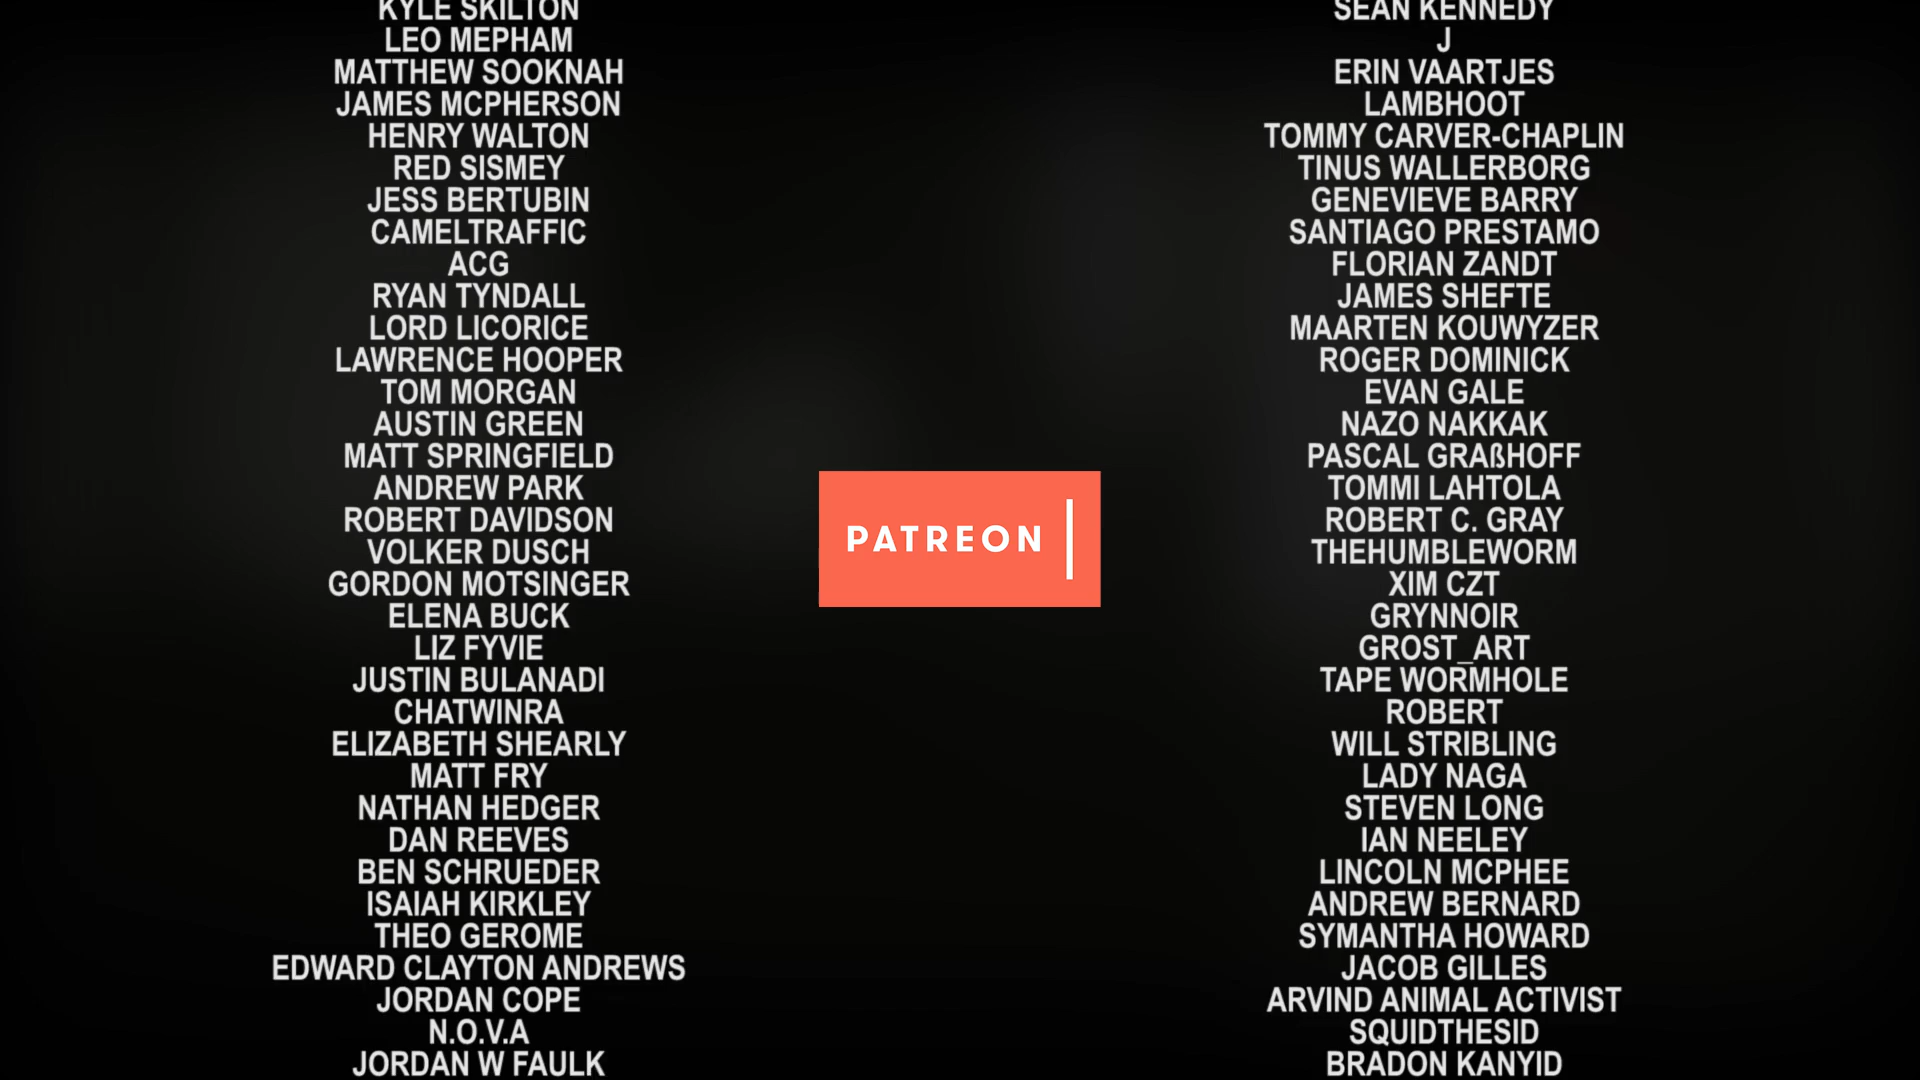 KYLE SKILTON
LEO MEPHAM
MATTHEW SOOKNAH
JAMES MCPHERSON
HENRY WALTON
RED SISMEY
JESS BERTUBIN
CAMELTRAFFIC
ACG
RYAN TYNDALL
LORD LICORICE
LAWRENCE HOOPER
TOM MORGAN
AUSTIN GREEN
MATT SPRINGFIELD
ANDREW PARK
ROBERT DAVIDSON
VOLKER DUSCH
GORDON MOTSINGER
ELENA BUCK
LIZ FYVIE
JUSTIN BULANADI
CHATWINRA
ELIZABETH SHEARLY
MATT FRY
NATHAN HEDGER
DAN REEVES
BEN SCHRUEDER
ISAIAH KIRKLEY
THEO GEROME
EDWARD CLAYTON ANDREWS
JORDAN COPE
N.O.V.A
JORDAN W FAULK
PATREON
SEAN KENNEDY
J
ERIN VAARTJES
LAMBHOOT
TOMMY CARVER-CHAPLIN
TINUS WALLERBORG
GENEVIEVE BARRY
SANTIAGO PRESTAMO
FLORIAN ZANDT
JAMES SHEFTE
MAARTEN KOUWYZER
ROGER DOMINICK
EVAN GALE
NAZO NAKKAK
PASCAL GRAßHOFF
TOMMI LAHTOLA
ROBERT C. GRAY
THEHUMBLEWORM
XIM CZT
GRYNNOIR
GROST_ART
TAPE WORMHOLE
ROBERT
WILL STRIBLING
LADY NAGA
STEVEN LONG
IAN NEELEY
LINCOLN MCPHEE
ANDREW BERNARD
SYMANTHA HOWARD
JACOB GILLES
ARVIND ANIMAL ACTIVIST
SQUIDTHESID
BRADON KANYID